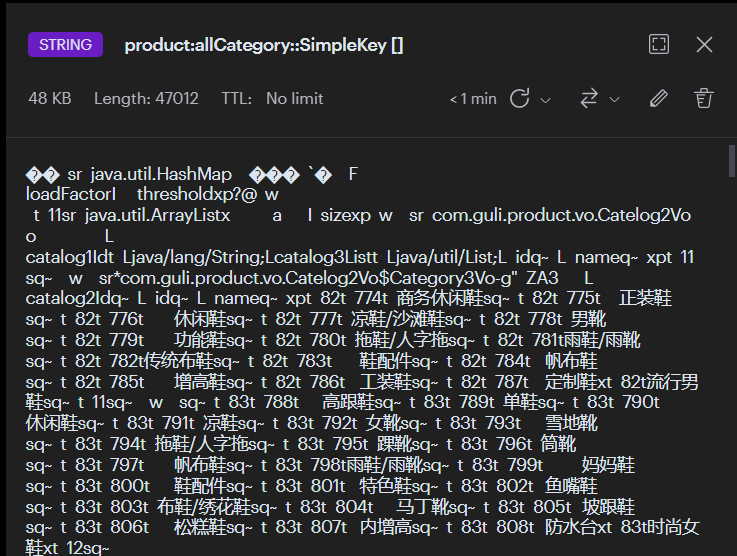 STRING product:allCategory::SimpleKey []
48 KB Length: 47012 TTL: No limit < 1 min
�� sr java.util.HashMap ��� `� F
loadFactorI thresholdxp?@ w
t 11sr java.util.ArrayListx a I sizexp w sr com.guli.product.vo.Catelog2Vo
o L
catalog1Idt Ljava/lang/String;Lcatalog3Listt Ljava/util/List;L idq~ L nameq~ xpt 11
sq~ w sr*com.guli.product.vo.Catelog2Vo$Category3Vo-g" ZA3 L
catalog2Idq~ L idq~ L nameq~ xpt 82t 774t 商务休闲鞋sq~ t 82t 775t 正装鞋
sq~ t 82t 776t 休闲鞋sq~ t 82t 777t 凉鞋/沙滩鞋sq~ t 82t 778t 男靴
sq~ t 82t 779t 功能鞋sq~ t 82t 780t 拖鞋/人字拖sq~ t 82t 781t雨鞋/雨靴
sq~ t 82t 782t传统布鞋sq~ t 82t 783t 鞋配件sq~ t 82t 784t 帆布鞋
sq~ t 82t 785t 增高鞋sq~ t 82t 786t 工装鞋sq~ t 82t 787t 定制鞋xt 82t流行男
鞋sq~ t 11sq~ w sq~ t 83t 788t 高跟鞋sq~ t 83t 789t 单鞋sq~ t 83t 790t
休闲鞋sq~ t 83t 791t 凉鞋sq~ t 83t 792t 女靴sq~ t 83t 793t 雪地靴
sq~ t 83t 794t 拖鞋/人字拖sq~ t 83t 795t 踝靴sq~ t 83t 796t 筒靴
sq~ t 83t 797t 帆布鞋sq~ t 83t 798t雨鞋/雨靴sq~ t 83t 799t 妈妈鞋
sq~ t 83t 800t 鞋配件sq~ t 83t 801t 特色鞋sq~ t 83t 802t 鱼嘴鞋
sq~ t 83t 803t 布鞋/绣花鞋sq~ t 83t 804t 马丁靴sq~ t 83t 805t 坡跟鞋
sq~ t 83t 806t 松糕鞋sq~ t 83t 807t 内增高sq~ t 83t 808t 防水台xt 83t时尚女
鞋xt 12sq~